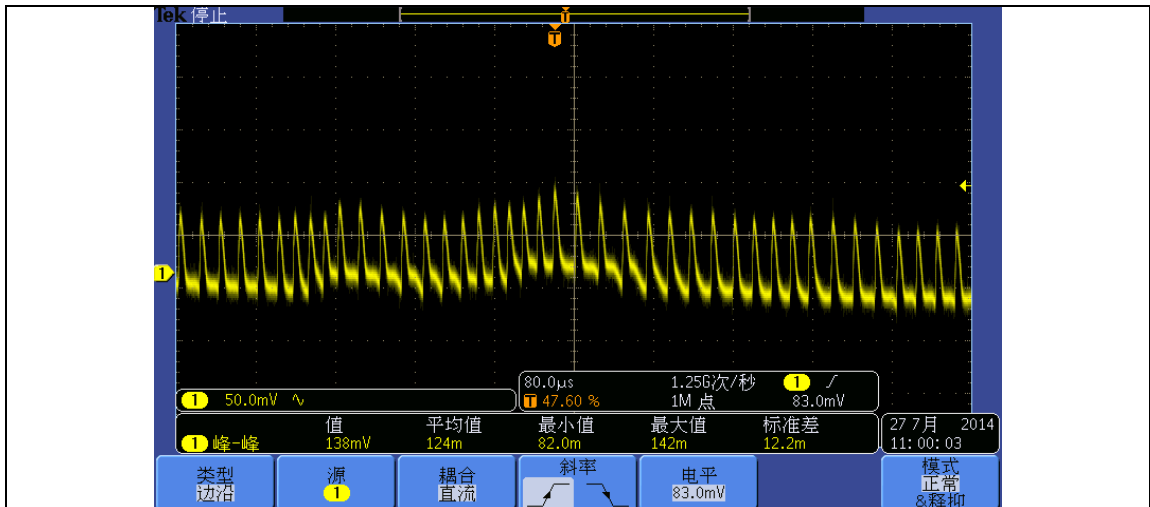 Tek 停止
T
T
1
80.0μs 1.25G次/秒 1
1 50.0mV T 47.60 % 1M 点 83.0mV
值 平均值 最小值 最大值 标准差 27 7月 2014
1 峰-峰 138mV 124m 82.0m 142m 12.2m 11:00:03
类型 源 耦合 斜率 电平 模式
边沿 1 直流 83.0mV 正常
&释抑